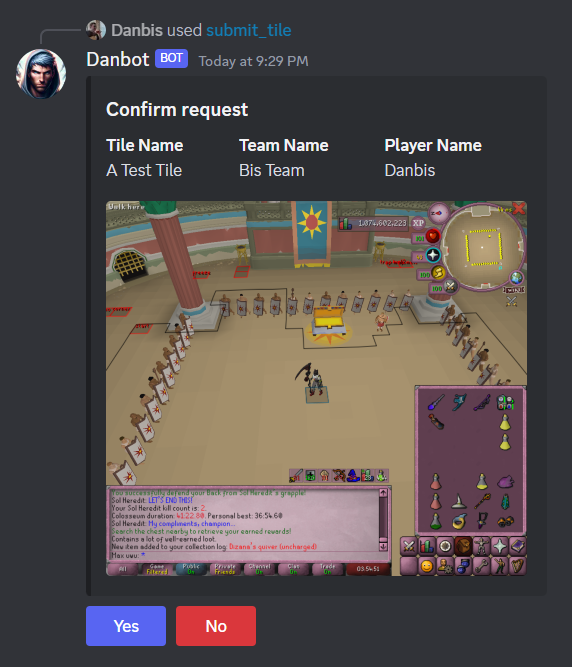 Danbis used submit_tile
Danbot BOT Today at 9:29 PM
Confirm request
Tile Name Team Name Player Name
A Test Tile Bis Team Danbis
Walk here
1,074,602,223 XP
You successfully defend your Back from Sol Heredit's grapple!
Sol Heredit: LET'S END THIS!
Your Sol Heredit kill count is: 2.
Colosseum duration: 41:22.80. Personal best: 36:54.60
Sol Heredit: My compliments, champion...
Search the chest nearby to retrieve your earned rewards!
Contains a lot of well-earned loot.
New item added to your collection log: Dizana's quiver (uncharged)
Max uwu: *
All Game Filtered Public On Private Friends Channel On Clan On Trade On 03:54:51
Yes No